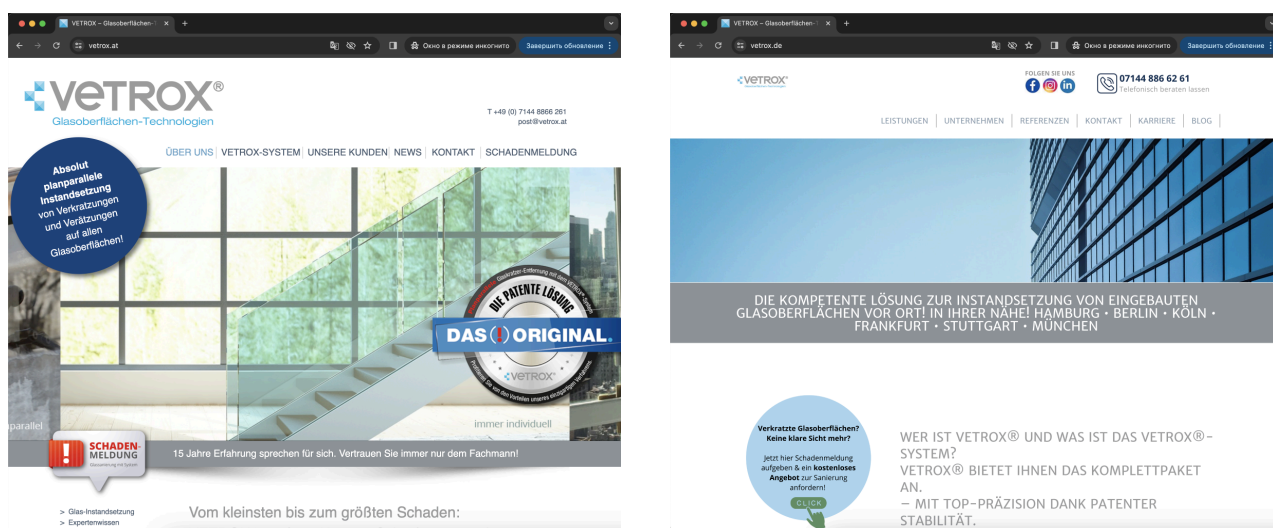 VETROX – Glasoberflächen-
vetrox.at
Окно в режиме инкогнито
Завершить обновление
VETROX®
Glasoberflächen-Technologien
T +49 (0) 7144 8866 261
post@vetrox.at
ÜBER UNS | VETROX-SYSTEM | UNSERE KUNDEN | NEWS | KONTAKT | SCHADENMELDUNG
Absolut
planparallele
Instandsetzung
von Verkratzungen
und Verätzungen
auf allen
Glasoberflächen!
DIE PATENTE LÖSUNG
DAS (!) ORIGINAL.
VETROX®
immer individuell
SCHADEN-
MELDUNG
15 Jahre Erfahrung sprechen für sich. Vertrauen Sie immer nur dem Fachmann!
> Glas-Instandsetzung
> Expertenwissen
Vom kleinsten bis zum größten Schaden:
VETROX – Glasoberflächen-
vetrox.de
Окно в режиме инкогнито
Завершить обновление
VETROX®
FOLGEN SIE UNS
07144 886 62 61
Telefonisch beraten lassen
LEISTUNGEN | UNTERNEHMEN | REFERENZEN | KONTAKT | KARRIERE | BLOG |
DIE KOMPETENTE LÖSUNG ZUR INSTANDSETZUNG VON EINGEBAUTEN
GLASOBERFLÄCHEN VOR ORT! IN IHRER NÄHE! HAMBURG • BERLIN • KÖLN •
FRANKFURT • STUTTGART • MÜNCHEN
Verkratzte Glasoberflächen?
Keine klare Sicht mehr?
Jetzt hier Schadenmeldung
aufgeben & ein kostenloses
Angebot zur Sanierung
anfordern!
CLICK
WER IST VETROX® UND WAS IST DAS VETROX®-
SYSTEM?
VETROX® BIETET IHNEN DAS KOMPLETTPAKET
AN.
– MIT TOP-PRÄZISION DANK PATENTER
STABILITÄT.